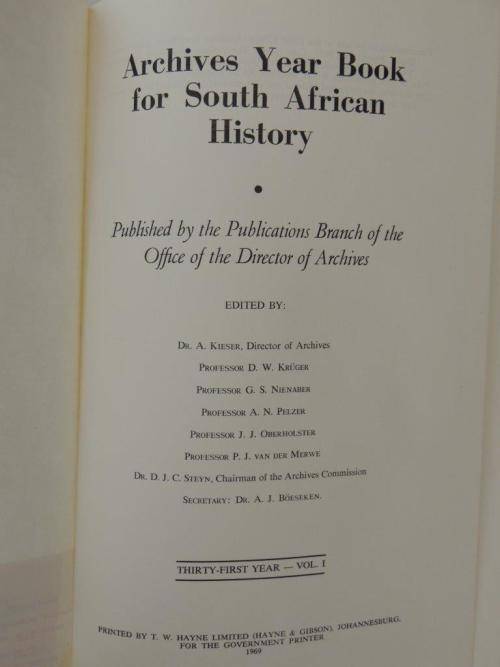 Archives Year Book
for South African
History
•
Published by the Publications Branch of the
Office of the Director of Archives
EDITED BY:
DR. A. KIESER, Director of Archives
PROFESSOR D. W. KRÜGER
PROFESSOR G. S. NIENABER
PROFESSOR A. N. PELZER
PROFESSOR J. J. OBERHOLSTER
PROFESSOR P. J. VAN DER MERWE
DR. D. J. C. STEYN, Chairman of the Archives Commission
SECRETARY: DR. A. J. BÖESEKEN.
THIRTY-FIRST YEAR — VOL. I
PRINTED BY T. W. HAYNE LIMITED (HAYNE & GIBSON), JOHANNESBURG,
FOR THE GOVERNMENT PRINTER
1969